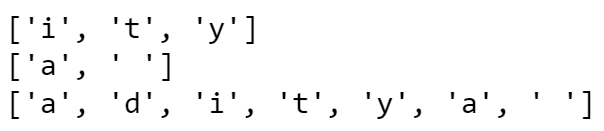 ['i', 't', 'y']
['a', ' ']
['a', 'd', 'i', 't', 'y', 'a', ' ']